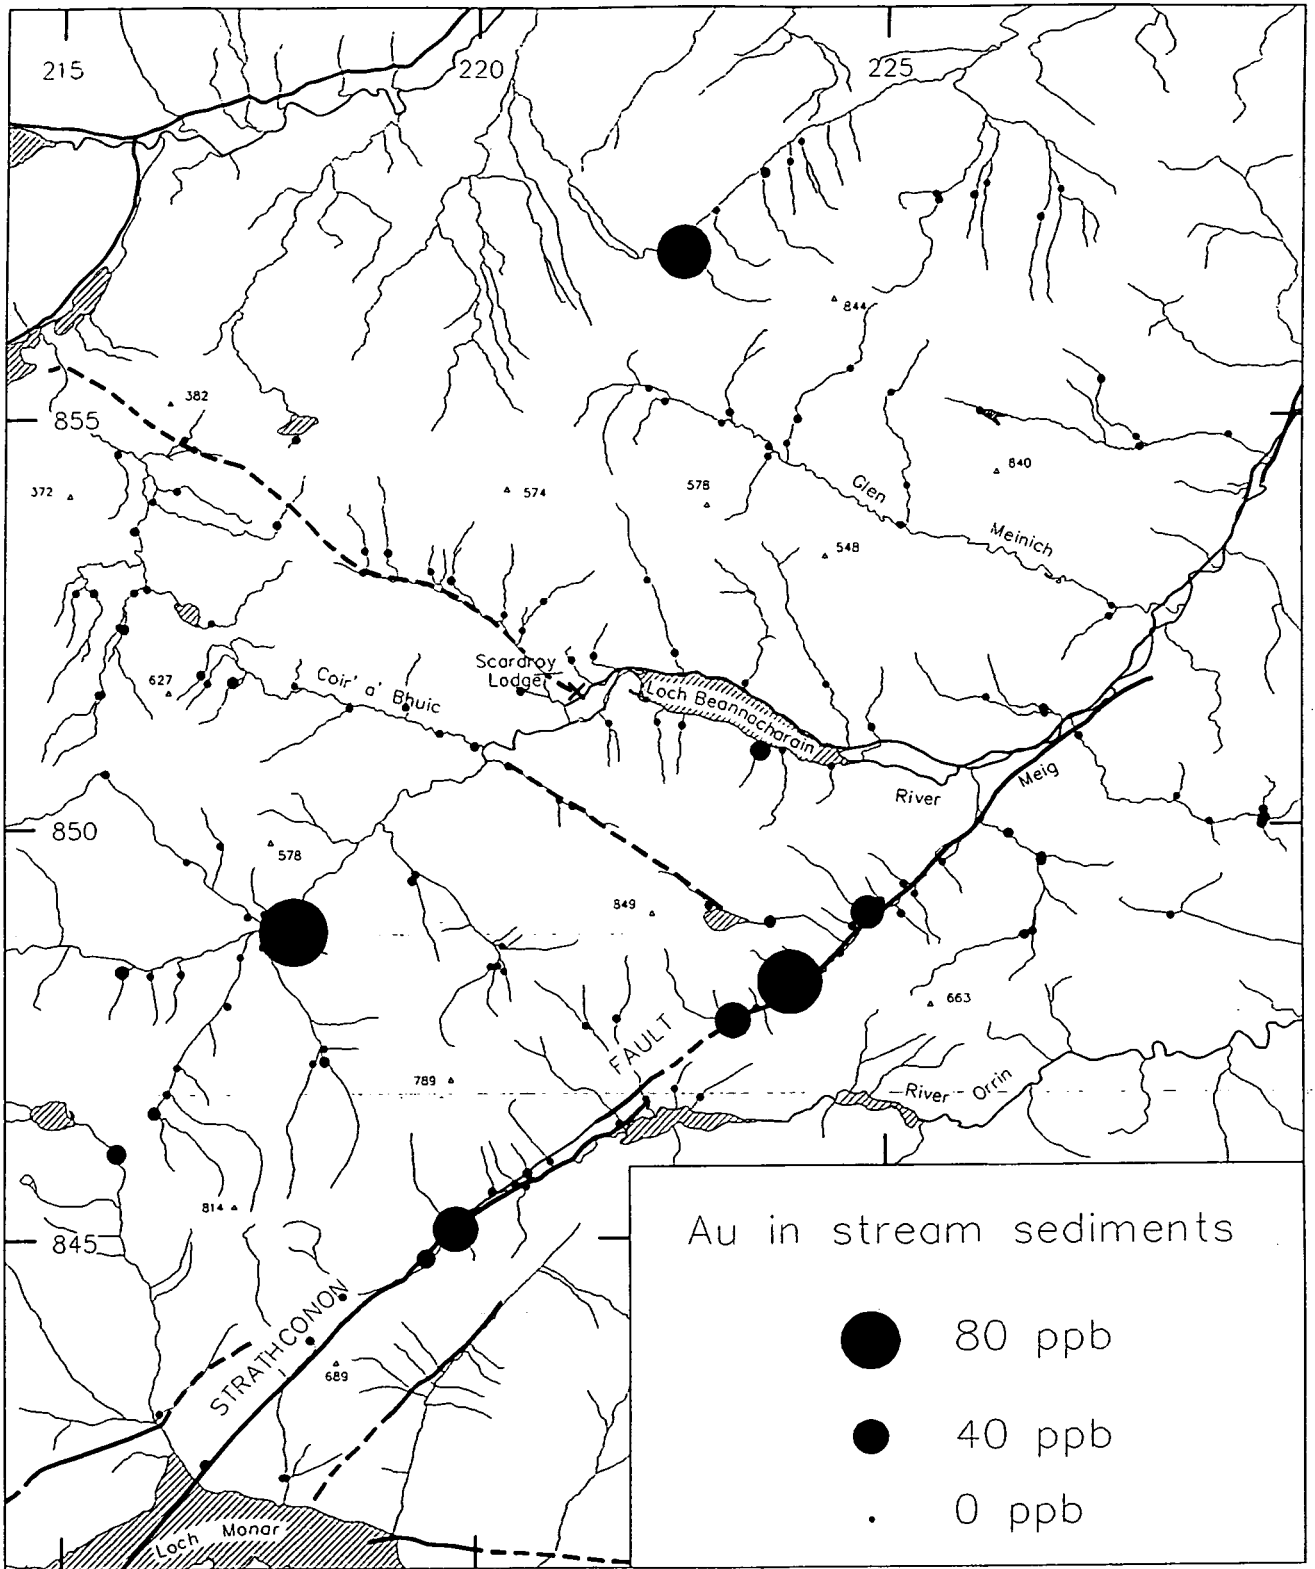 215
220
225
844
382
855
372
574
578
840
548
Glen
Meinich
Scardroy
Lodge
627
Coir' a' Bhuic
Loch Beannacharain
River
Meig
850
578
849
663
FAULT
789
River Orrin
814
845
STRATHCONON
689
Loch Monar
Au in stream sediments
80 ppb
40 ppb
0 ppb